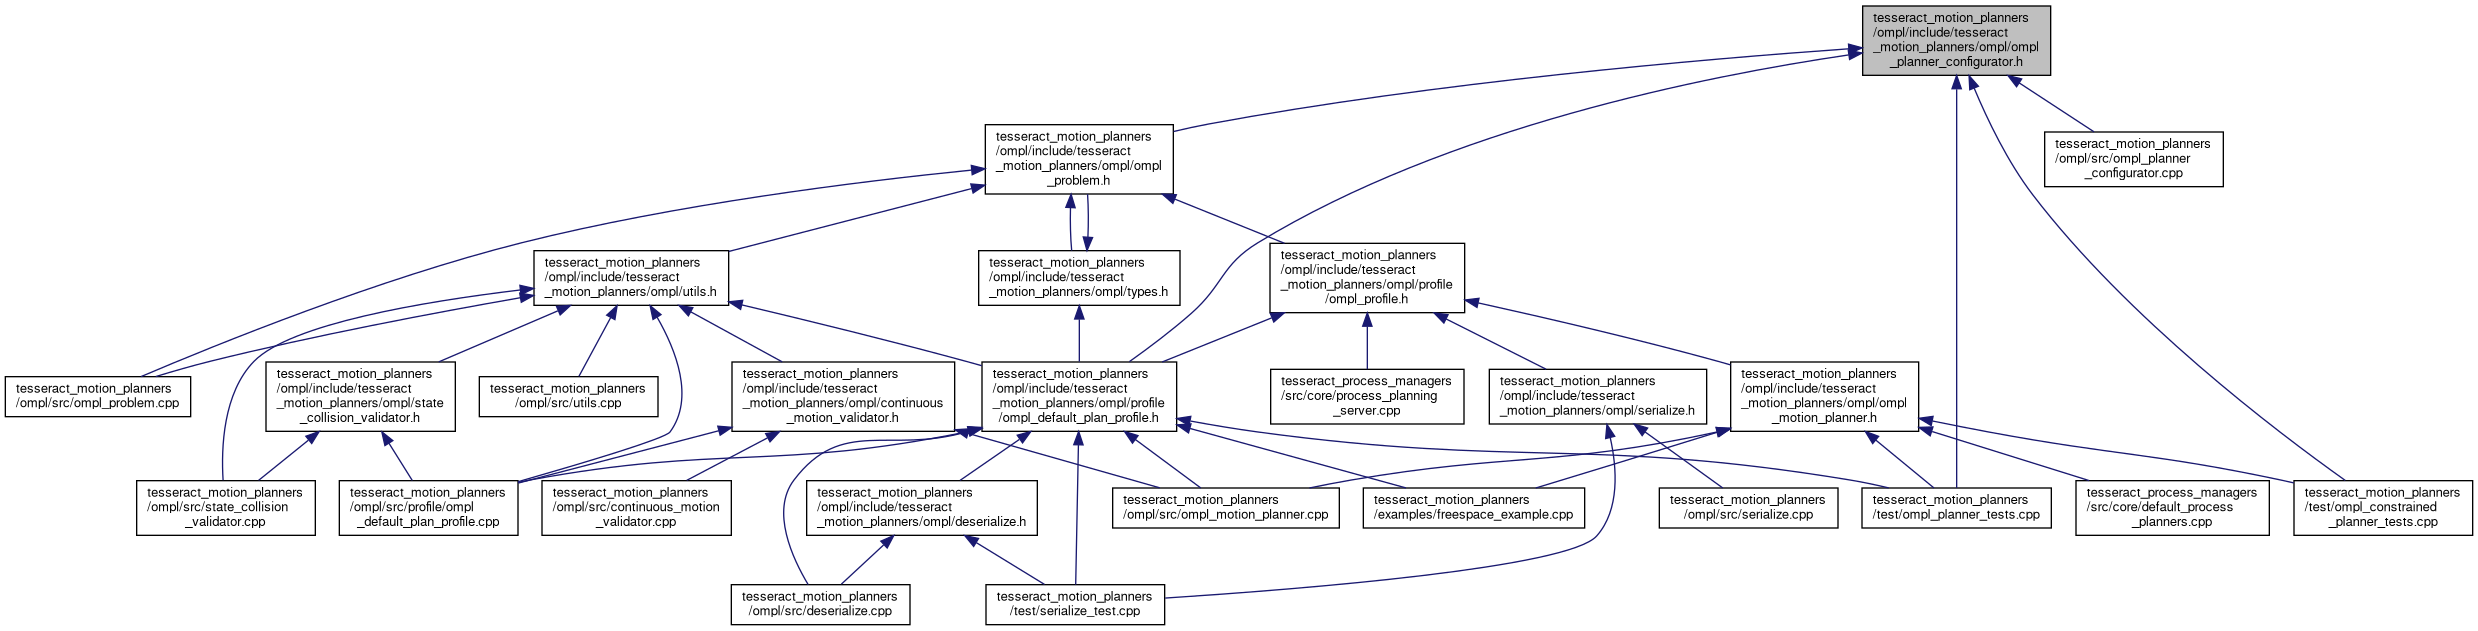 tesseract_motion_planners
/ompl/include/tesseract
_motion_planners/ompl/ompl
_planner_configurator.h
tesseract_motion_planners
/ompl/include/tesseract
_motion_planners/ompl/ompl
_problem.h
tesseract_motion_planners
/ompl/src/ompl_planner
_configurator.cpp
tesseract_motion_planners
/ompl/include/tesseract
_motion_planners/ompl/utils.h
tesseract_motion_planners
/ompl/include/tesseract
_motion_planners/ompl/types.h
tesseract_motion_planners
/ompl/include/tesseract
_motion_planners/ompl/profile
/ompl_profile.h
tesseract_motion_planners
/ompl/src/ompl_problem.cpp
tesseract_motion_planners
/ompl/include/tesseract
_motion_planners/ompl/state
_collision_validator.h
tesseract_motion_planners
/ompl/src/utils.cpp
tesseract_motion_planners
/ompl/include/tesseract
_motion_planners/ompl/continuous
_motion_validator.h
tesseract_motion_planners
/ompl/include/tesseract
_motion_planners/ompl/profile
/ompl_default_plan_profile.h
tesseract_process_managers
/src/core/process_planning
_server.cpp
tesseract_motion_planners
/ompl/include/tesseract
_motion_planners/ompl/serialize.h
tesseract_motion_planners
/ompl/include/tesseract
_motion_planners/ompl/ompl
_motion_planner.h
tesseract_motion_planners
/ompl/src/state_collision
_validator.cpp
tesseract_motion_planners
/ompl/src/profile/ompl
_default_plan_profile.cpp
tesseract_motion_planners
/ompl/src/continuous_motion
_validator.cpp
tesseract_motion_planners
/ompl/include/tesseract
_motion_planners/ompl/deserialize.h
tesseract_motion_planners
/ompl/src/ompl_motion_planner.cpp
tesseract_motion_planners
/examples/freespace_example.cpp
tesseract_motion_planners
/ompl/src/serialize.cpp
tesseract_motion_planners
/test/ompl_planner_tests.cpp
tesseract_process_managers
/src/core/default_process
_planners.cpp
tesseract_motion_planners
/test/ompl_constrained
_planner_tests.cpp
tesseract_motion_planners
/ompl/src/deserialize.cpp
tesseract_motion_planners
/test/serialize_test.cpp